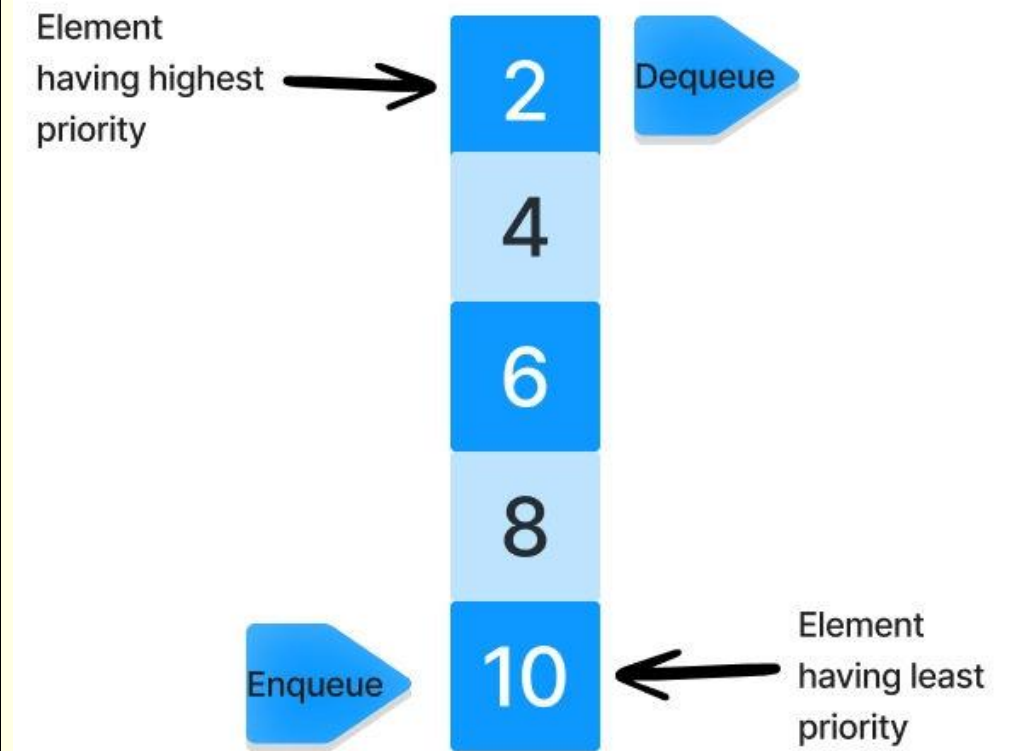 Element
having highest
priority
2
Dequeue
4
6
8
10
Enqueue
Element
having least
priority